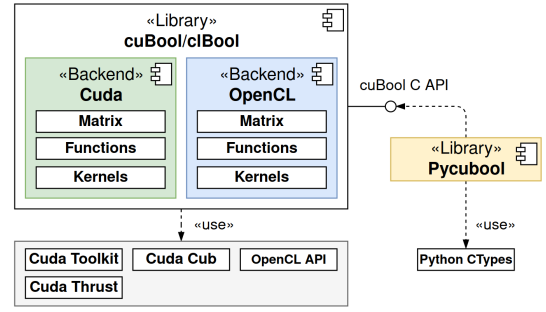 «Library»
cuBool/clBool
«Backend»
Cuda
Matrix
Functions
Kernels
«Backend»
OpenCL
Matrix
Functions
Kernels
cuBool C API
«Library»
Pycubool
«use»
«use»
Cuda Toolkit
Cuda Cub
OpenCL API
Cuda Thrust
Python CTypes